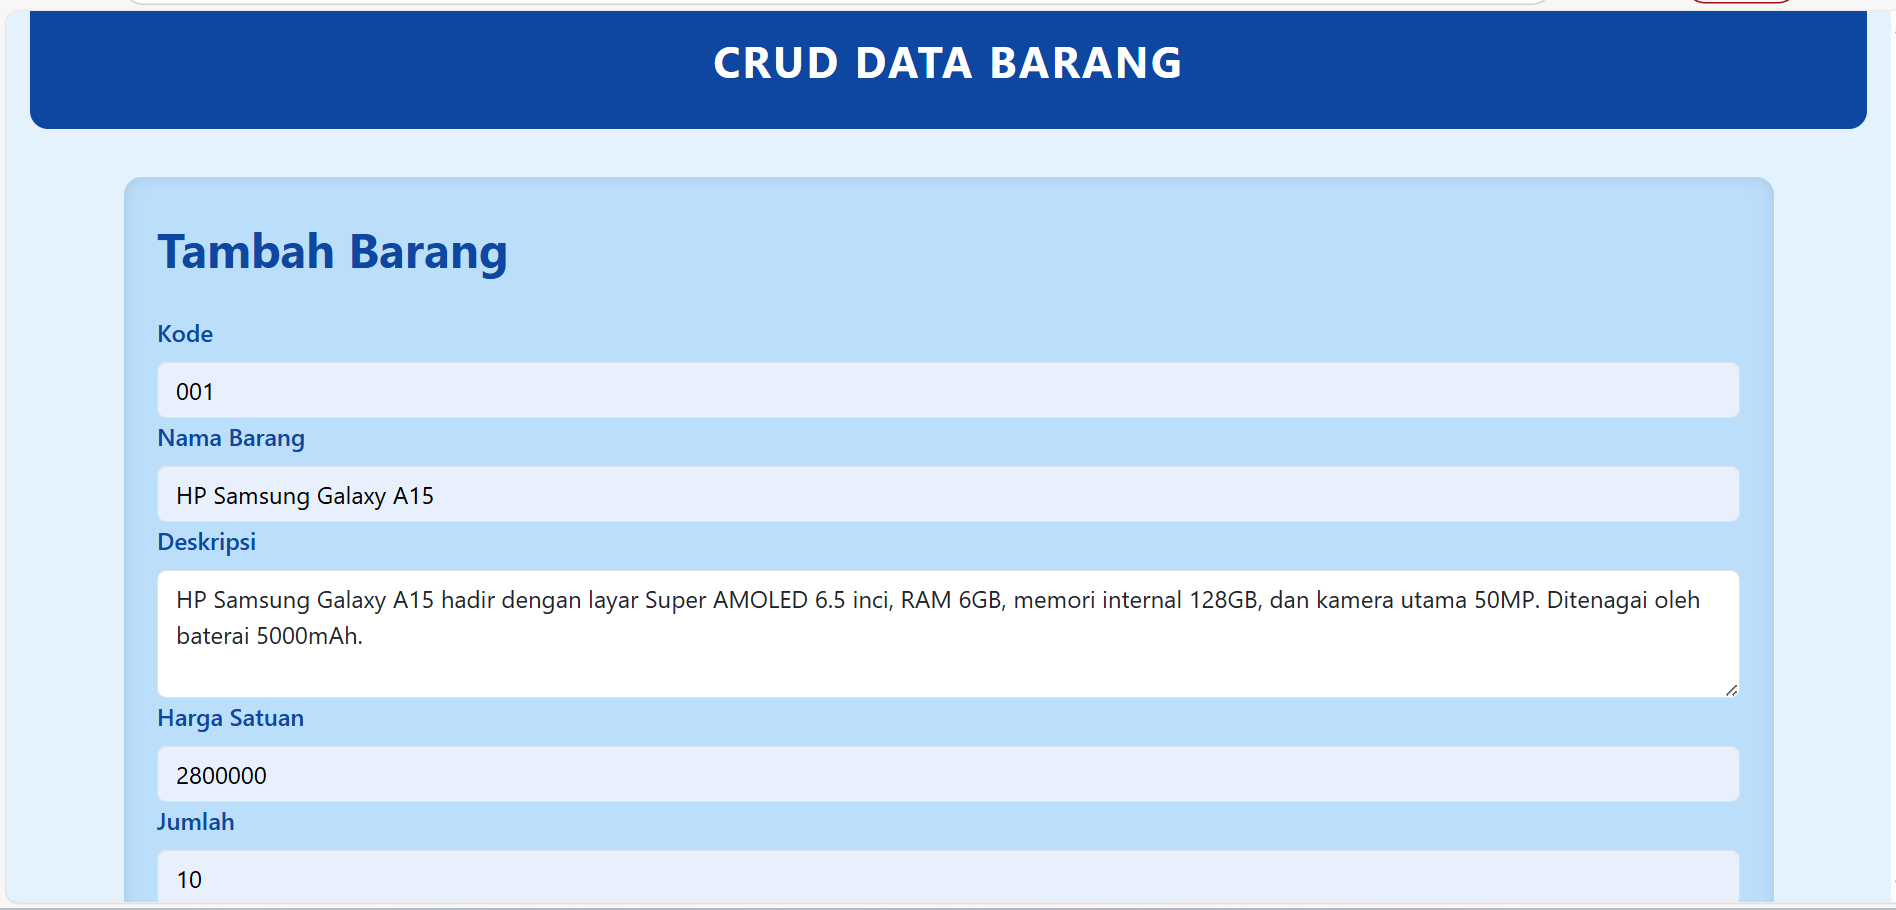 CRUD DATA BARANG
Tambah Barang
Kode
001
Nama Barang
HP Samsung Galaxy A15
Deskripsi
HP Samsung Galaxy A15 hadir dengan layar Super AMOLED 6.5 inci, RAM 6GB, memori internal 128GB, dan kamera utama 50MP. Ditenagai oleh
baterai 5000mAh.
Harga Satuan
2800000
Jumlah
10